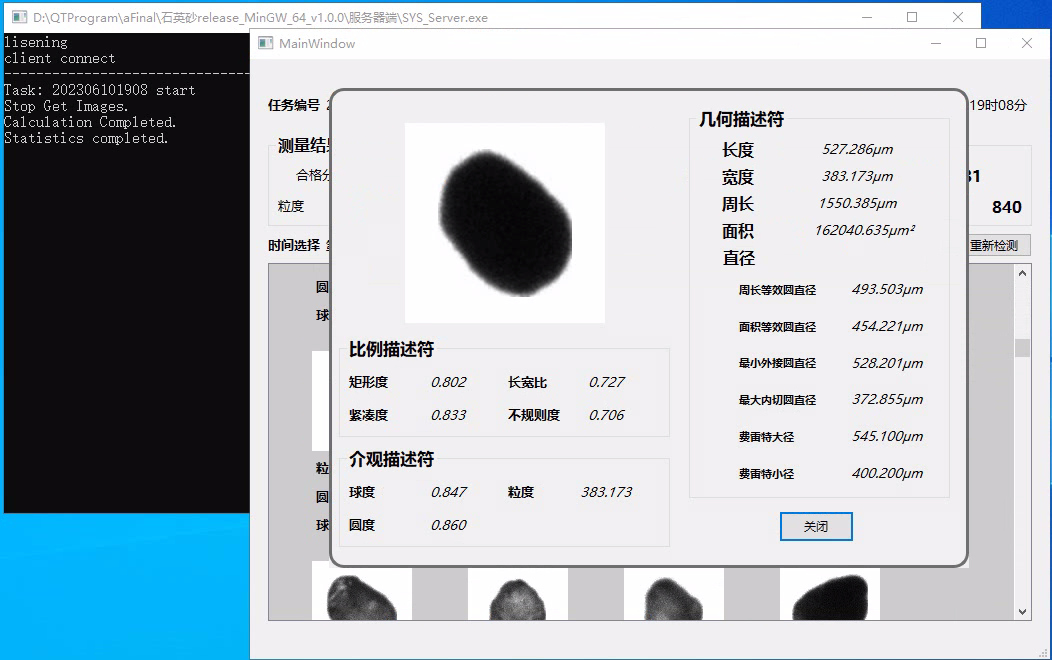 D:\QTProgram\aFinal\石英砂release_MinGW_64_v1.0.0\服务器端\SYS_Server.exe
lisening
client connect
--------------------------------
Task: 202306101908 start
Stop Get Images.
Calculation Completed.
Statistics completed.
MainWindow
任务编号
19时08分
测量结
合格
粒度
840
时间选择
重新检测
圆
球
粒
圆
球
几何描述符
长度 527.286μm
宽度 383.173μm
周长 1550.385μm
面积 162040.635μm²
直径
周长等效圆直径 493.503μm
面积等效圆直径 454.221μm
最小外接圆直径 528.201μm
最大内切圆直径 372.855μm
费雷特大径 545.100μm
费雷特小径 400.200μm
比例描述符
矩形度 0.802 长宽比 0.727
紧凑度 0.833 不规则度 0.706
介观描述符
球度 0.847 粒度 383.173
圆度 0.860
关闭